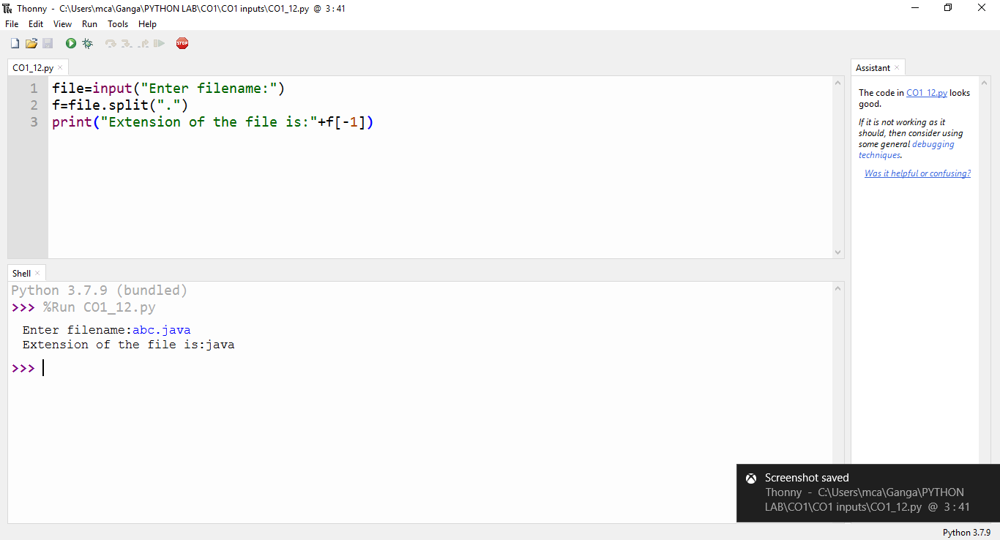 Thonny - C:\Users\mca\Ganga\PYTHON LAB\CO1\CO1 inputs\CO1_12.py @ 3 : 41
File Edit View Run Tools Help
STOP
CO1_12.py ×
1 file=input("Enter filename:")
2 f=file.split(".")
3 print("Extension of the file is:"+f[-1])
Assistant ×
The code in CO1_12.py looks
good.
If it is not working as it
should, then consider using
some general debugging
techniques.
Was it helpful or confusing?
Shell ×
Python 3.7.9 (bundled)
>>> %Run CO1_12.py
Enter filename:abc.java
Extension of the file is:java
>>>
Screenshot saved
Thonny - C:\Users\mca\Ganga\PYTHON
LAB\CO1\CO1 inputs\CO1_12.py @ 3 : 41
Python 3.7.9